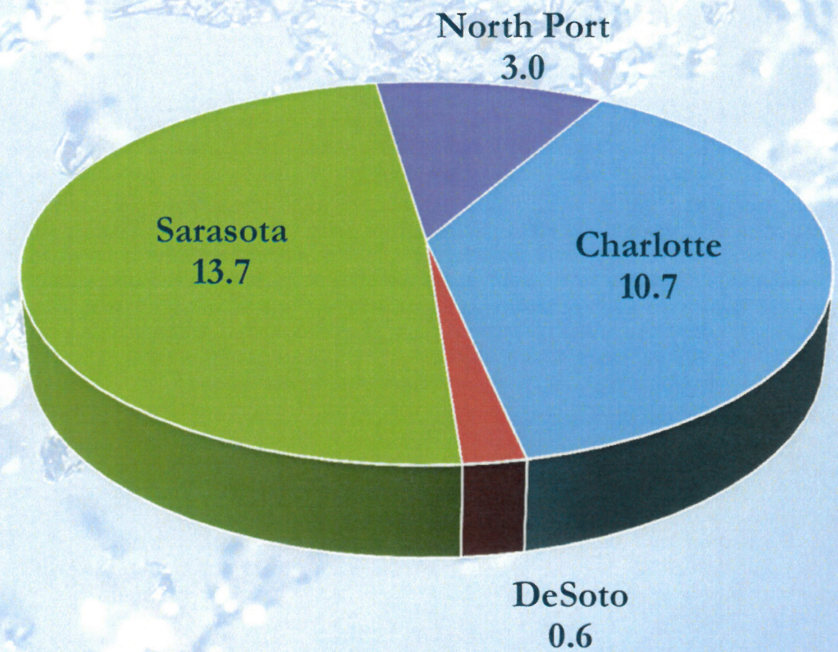 North Port
3.0
Sarasota
13.7
Charlotte
10.7
DeSoto
0.6